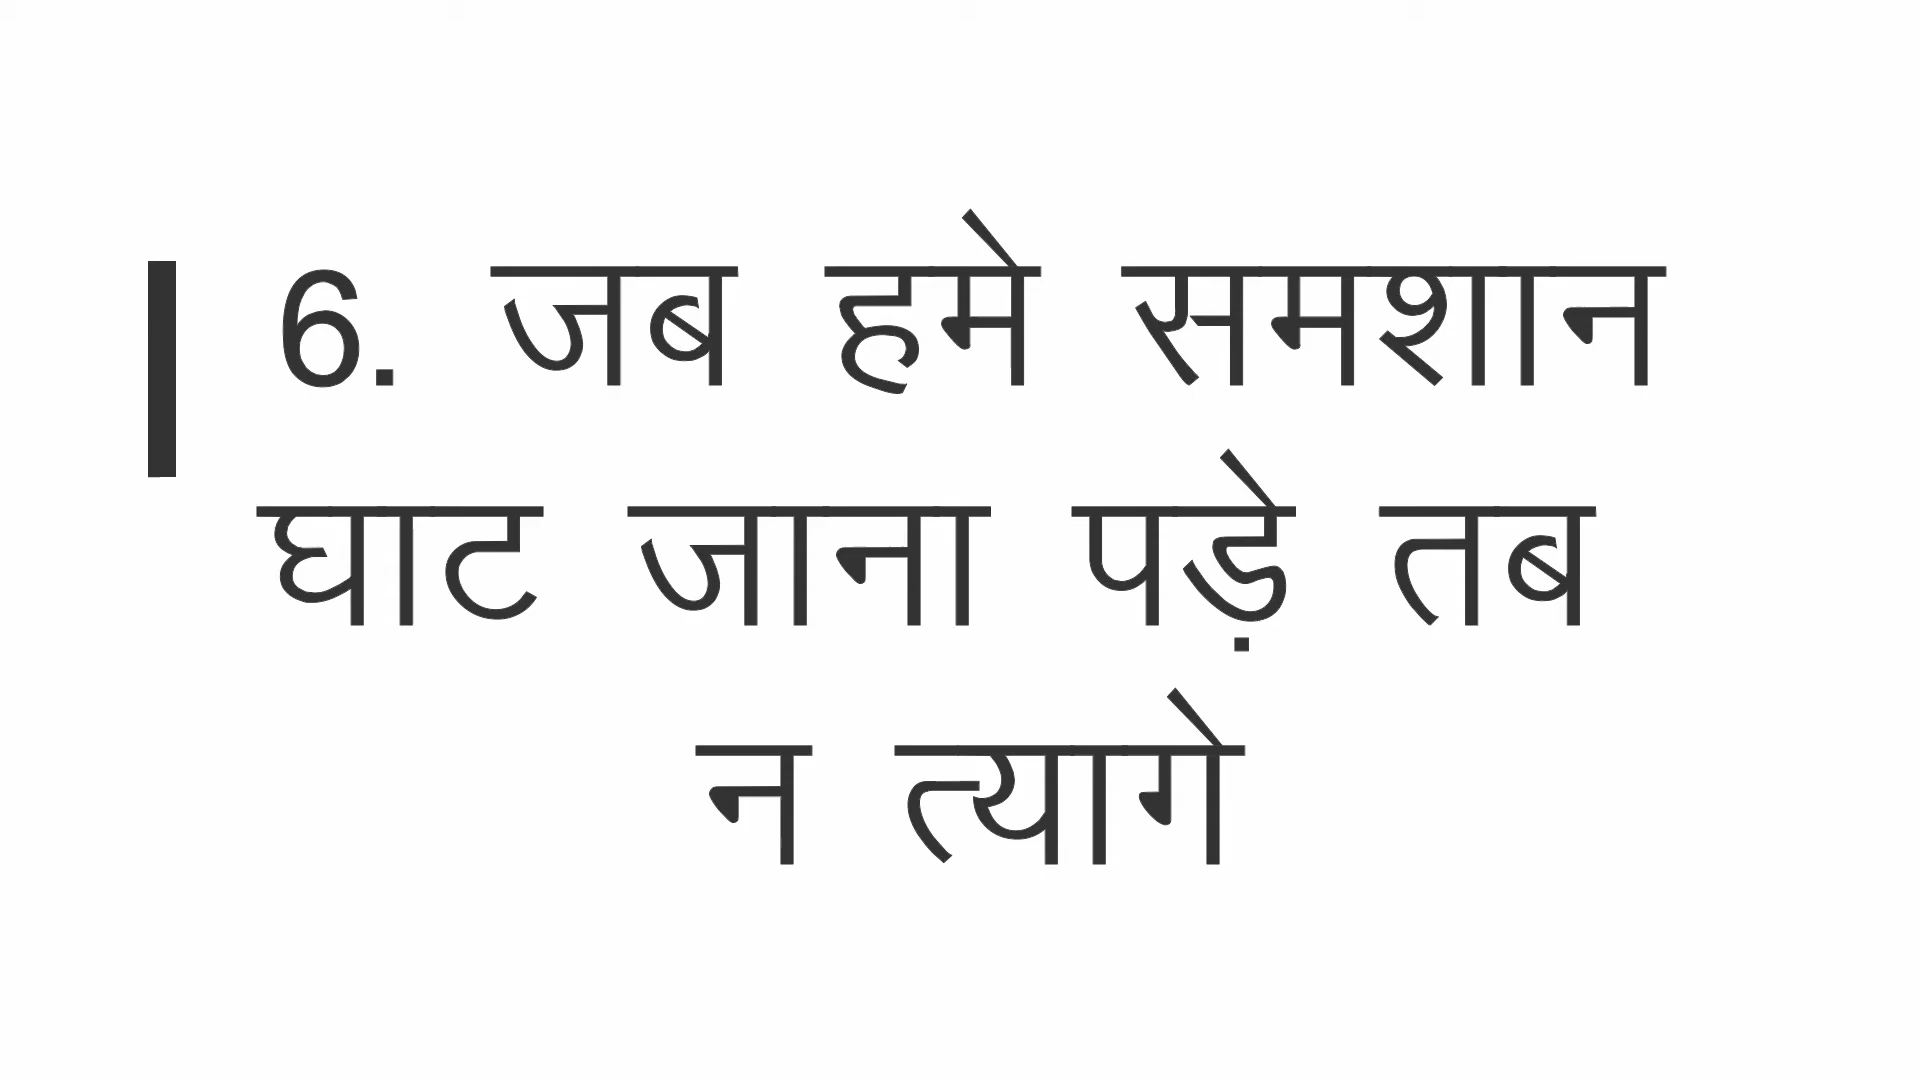 6. जब हमे समशान
घाट जाना पड़े तब
न त्यागे